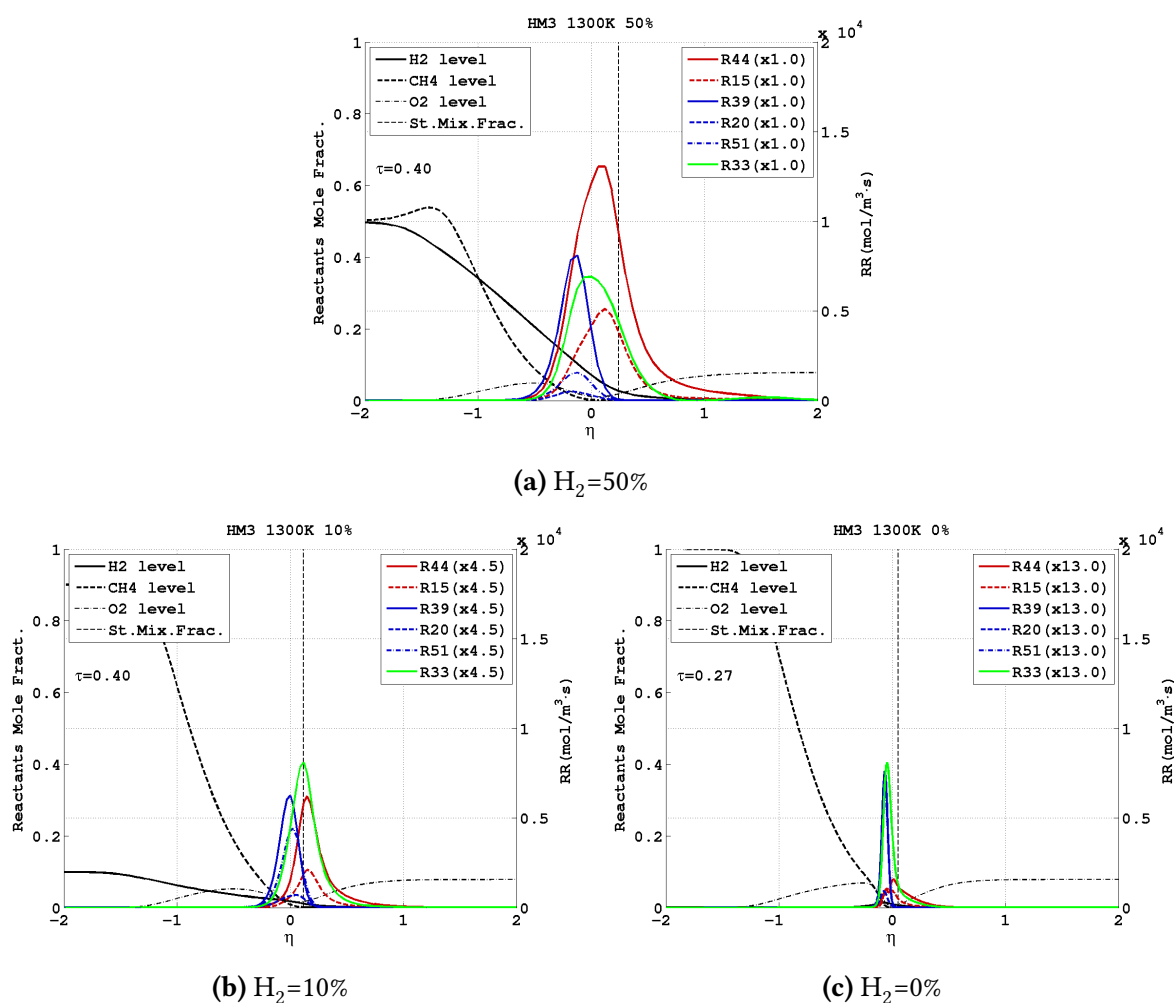 HM3 1300K 50%
x 10⁴
H2 level
CH4 level
O2 level
St.Mix.Frac.
R44(x1.0)
R15(x1.0)
R39(x1.0)
R20(x1.0)
R51(x1.0)
R33(x1.0)
τ=0.40
Reactants Mole Fract.
1
0.8
0.6
0.4
0.2
0
2
1.5
1
0.5
0
RR(mol/m³·s)
-2 -1 0 1 2
η
(a) H₂=50%
HM3 1300K 10%
x 10⁴
H2 level
CH4 level
O2 level
St.Mix.Frac.
R44(x4.5)
R15(x4.5)
R39(x4.5)
R20(x4.5)
R51(x4.5)
R33(x4.5)
τ=0.40
Reactants Mole Fract.
1
0.8
0.6
0.4
0.2
0
2
1.5
1
0.5
0
RR(mol/m³·s)
-2 -1 0 1 2
η
(b) H₂=10%
HM3 1300K 0%
x 10⁴
H2 level
CH4 level
O2 level
St.Mix.Frac.
R44(x13.0)
R15(x13.0)
R39(x13.0)
R20(x13.0)
R51(x13.0)
R33(x13.0)
τ=0.27
Reactants Mole Fract.
1
0.8
0.6
0.4
0.2
0
2
1.5
1
0.5
0
RR(mol/m³·s)
-2 -1 0 1 2
η
(c) H₂=0%